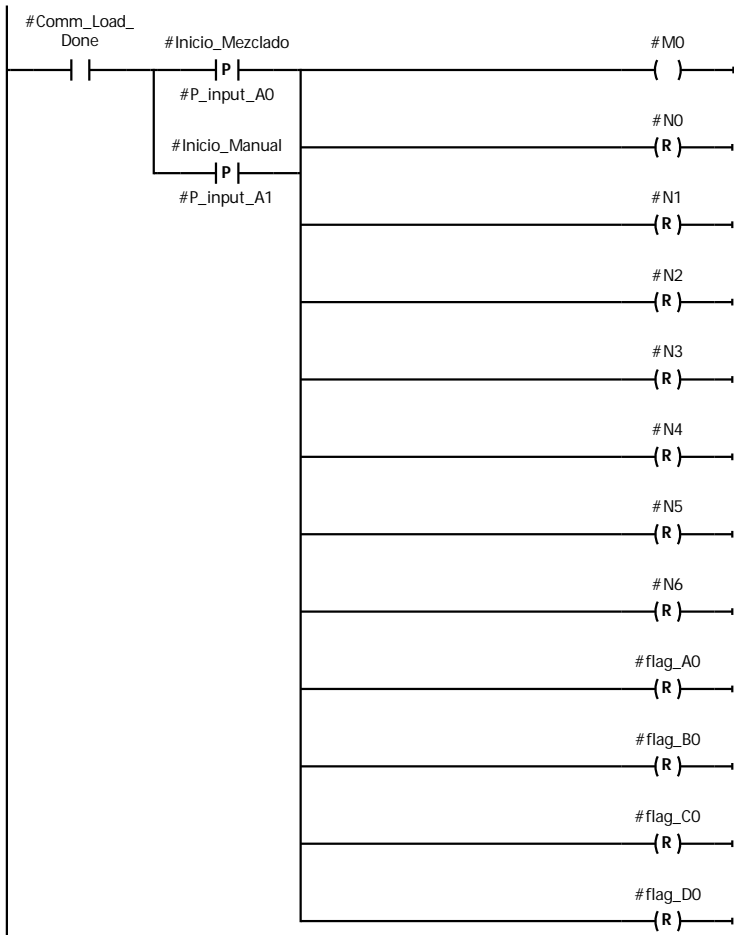 #Comm_Load_
Done
#Inicio_Mezclado
#M0
P
#P_input_A0
#N0
R
#Inicio_Manual
P
#P_input_A1
#N1
R
#N2
R
#N3
R
#N4
R
#N5
R
#N6
R
#flag_A0
R
#flag_B0
R
#flag_C0
R
#flag_D0
R